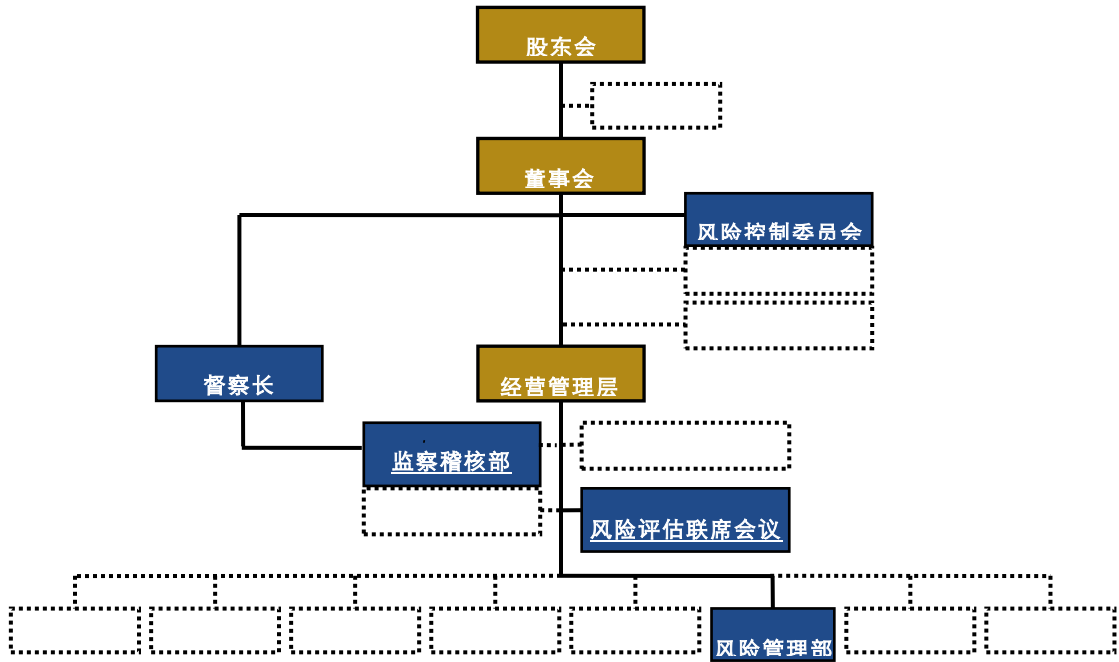 股东会
董事会
风险控制委员会
督察长
经营管理层
监察稽核部
风险评估联席会议
风险管理部